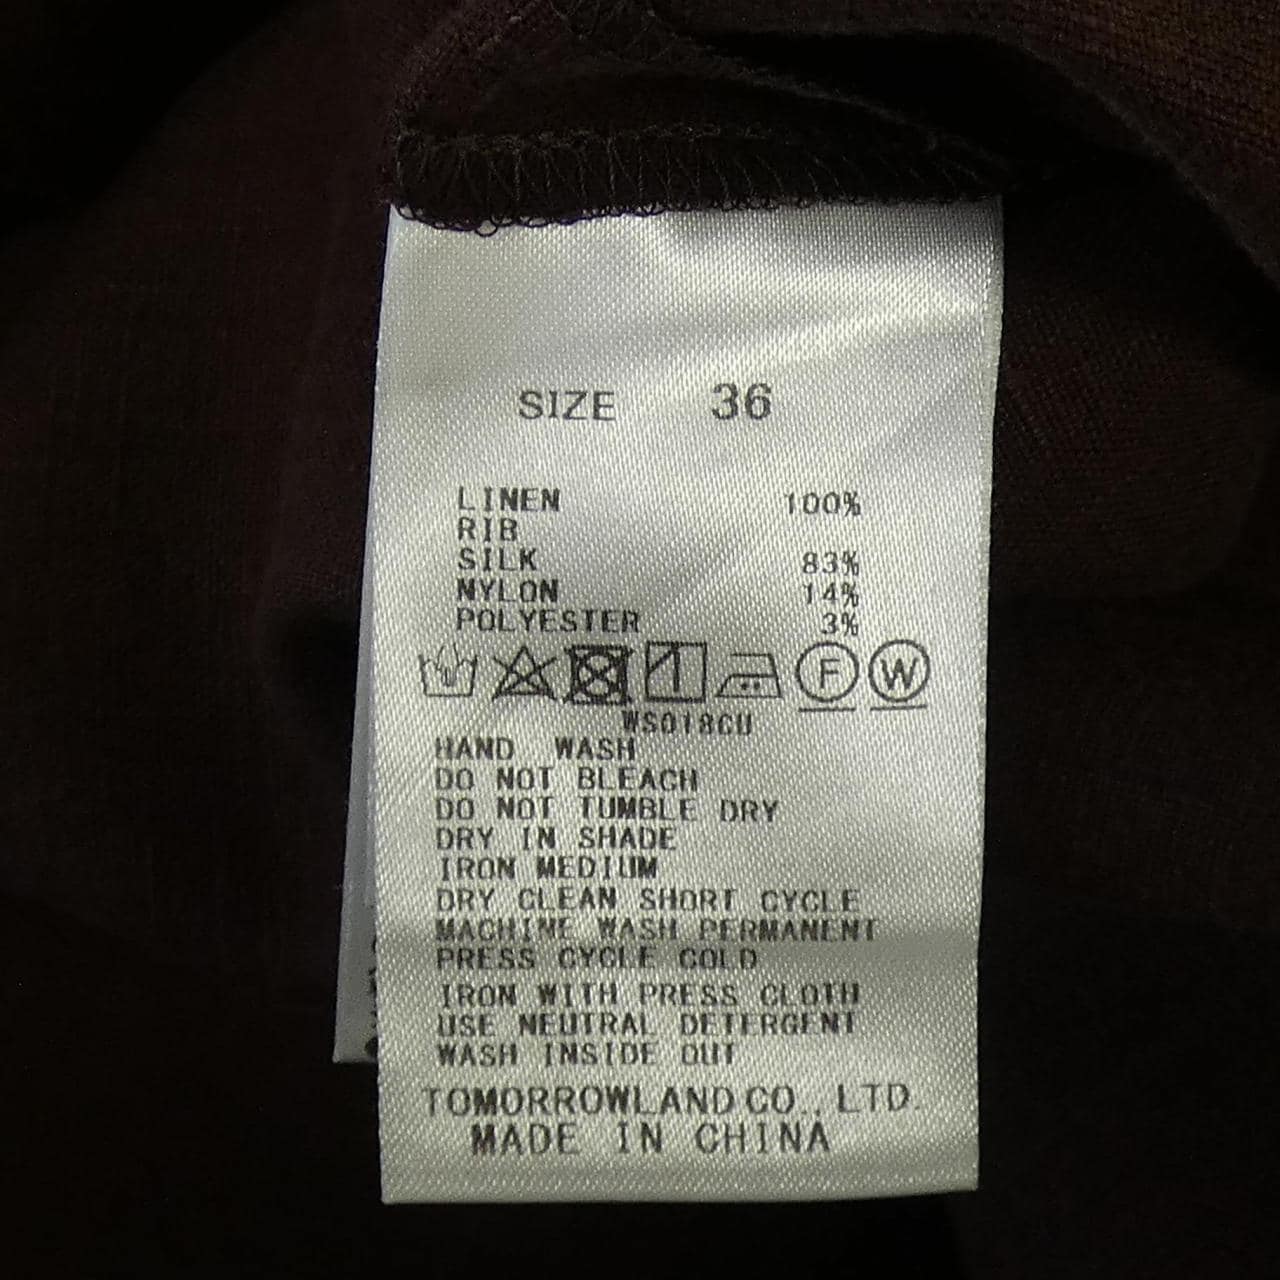 SIZE 36
LINEN 100%
RIB
SILK 83%
NYLON 14%
POLYESTER 3%
F W
WS018CU
HAND WASH
DO NOT BLEACH
DO NOT TUMBLE DRY
DRY IN SHADE
IRON MEDIUM
DRY CLEAN SHORT CYCLE
MACHINE WASH PERMANENT
PRESS CYCLE COLD
IRON WITH PRESS CLOTH
USE NEUTRAL DETERGENT
WASH INSIDE OUT
TOMORROWLAND CO., LTD.
MADE IN CHINA